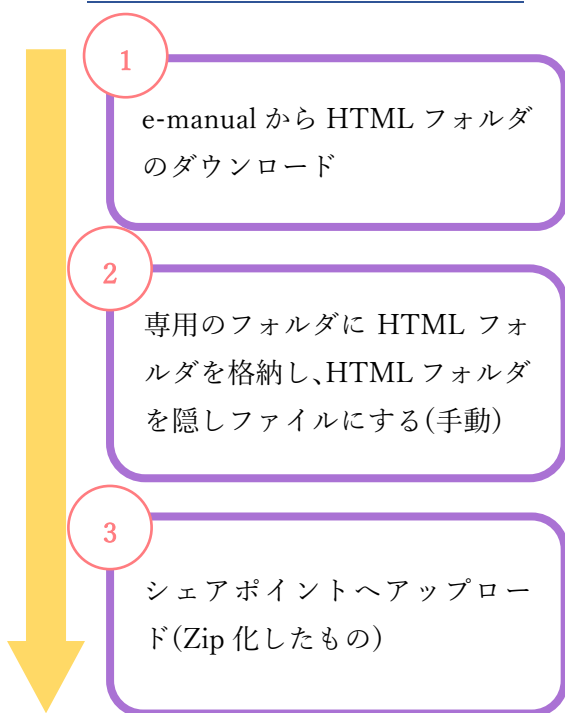 1
e-manual から HTML フォルダ
のダウンロード
2
専用のフォルダに HTML フォ
ルダを格納し、HTML フォルダ
を隠しファイルにする(手動)
3
シェアポイントへアップロー
ド(Zip 化したもの)